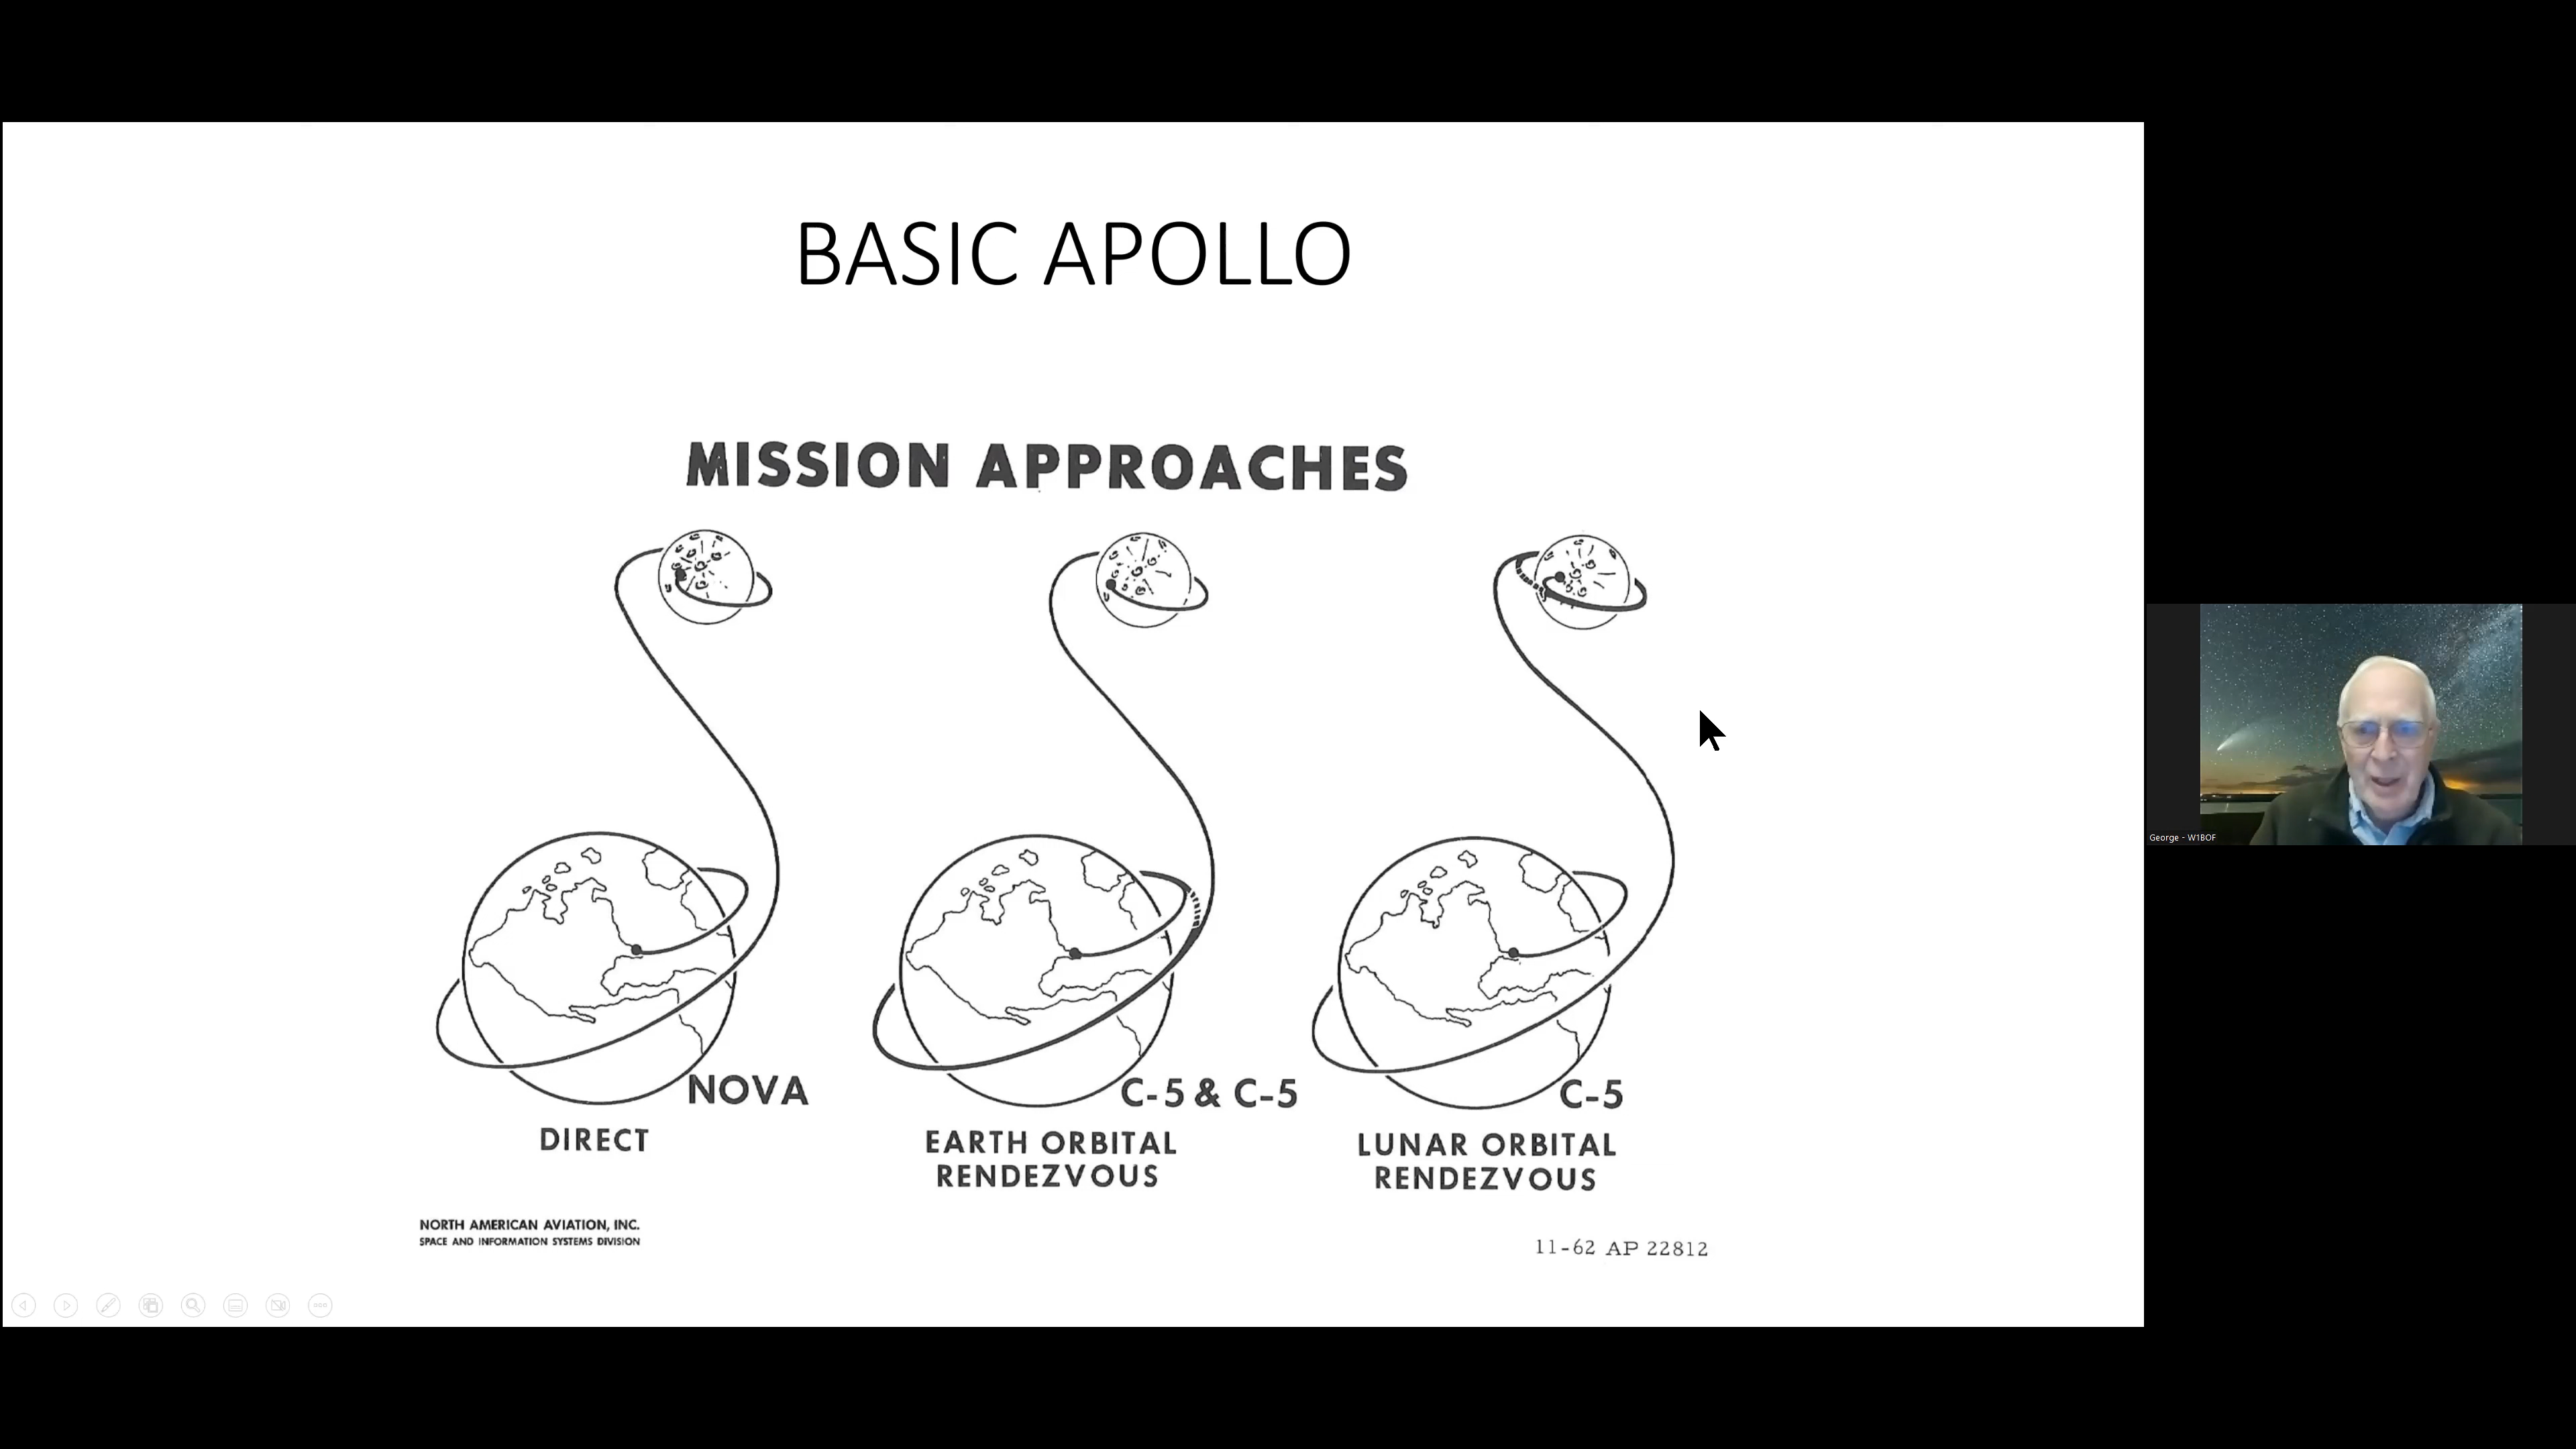 BASIC APOLLO
MISSION APPROACHES
NOVA
C-5 & C-5
C-5
DIRECT
EARTH ORBITAL
RENDEZVOUS
LUNAR ORBITAL
RENDEZVOUS
NORTH AMERICAN AVIATION, INC.
SPACE AND INFORMATION SYSTEMS DIVISION
11-62 AP 22812
George - W1BOF